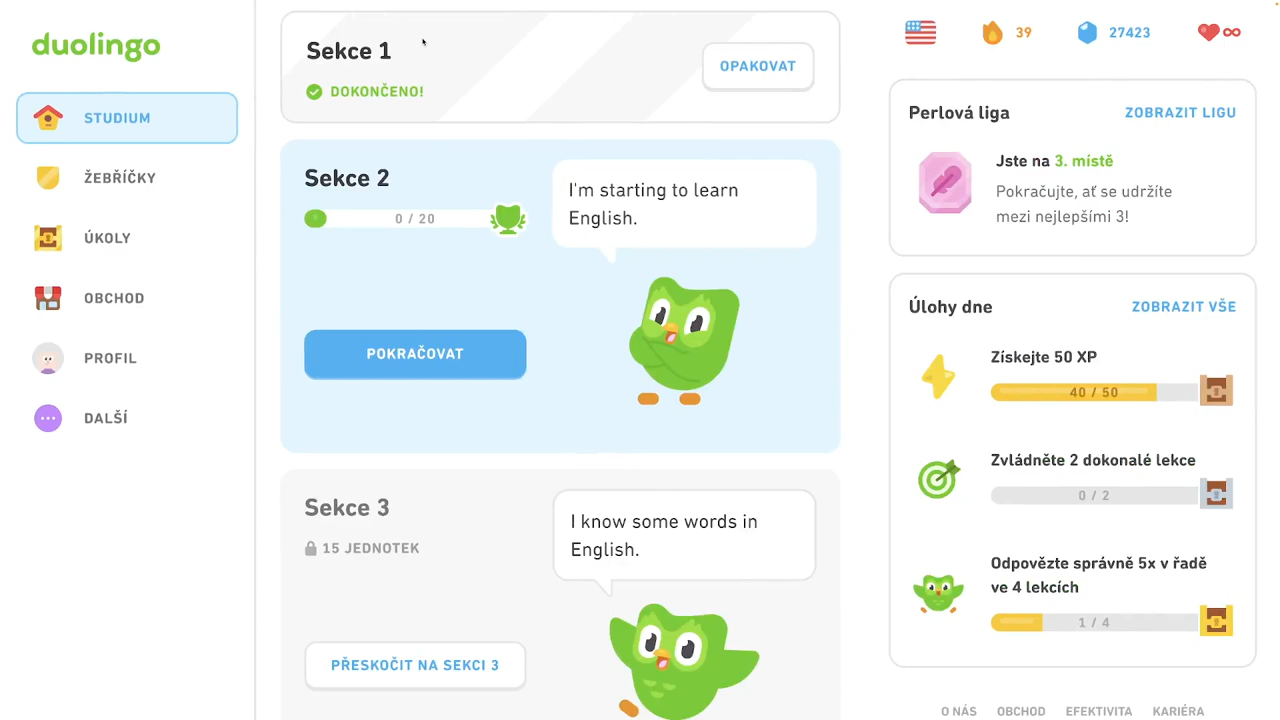 duolingo
STUDIUM
ŽEBŘÍČKY
ÚKOLY
OBCHOD
PROFIL
DALŠÍ
Sekce 1
DOKONČENO!
OPAKOVAT
Sekce 2
0 / 20
I'm starting to learn
English.
POKRAČOVAT
Sekce 3
15 JEDNOTEK
I know some words in
English.
PŘESKOČIT NA SEKCI 3
39
27423
∞
Perlová liga
ZOBRAZIT LIGU
Jste na 3. místě
Pokračujte, ať se udržíte
mezi nejlepšími 3!
Úlohy dne
ZOBRAZIT VŠE
Získejte 50 XP
40 / 50
Zvládněte 2 dokonalé lekce
0 / 2
Odpovězte správně 5x v řadě
ve 4 lekcích
1 / 4
O NÁS OBCHOD EFEKTIVITA KARIÉRA